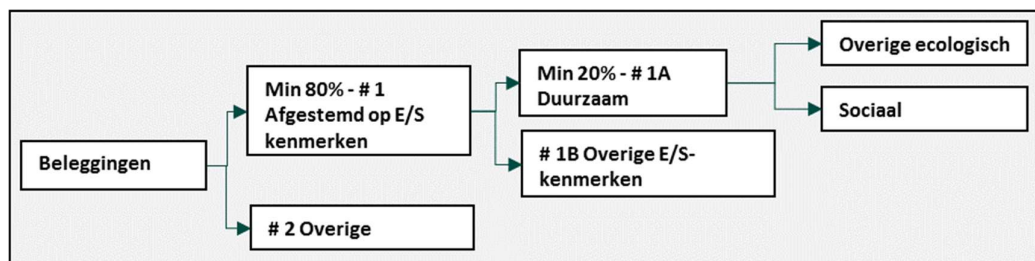 Beleggingen
Min 80% - # 1
Afgestemd op E/S
kenmerken
# 2 Overige
Min 20% - # 1A
Duurzaam
# 1B Overige E/S-
kenmerken
Overige ecologisch
Sociaal